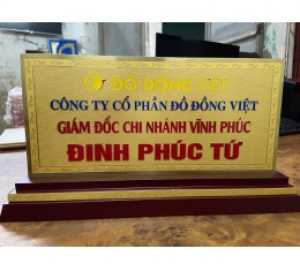 ĐỒ ĐỒNG VIỆT
CÔNG TY CỔ PHẦN ĐỒ ĐỒNG VIỆT
GIÁM ĐỐC CHI NHÁNH VĨNH PHÚC
ĐINH PHÚC TỨ